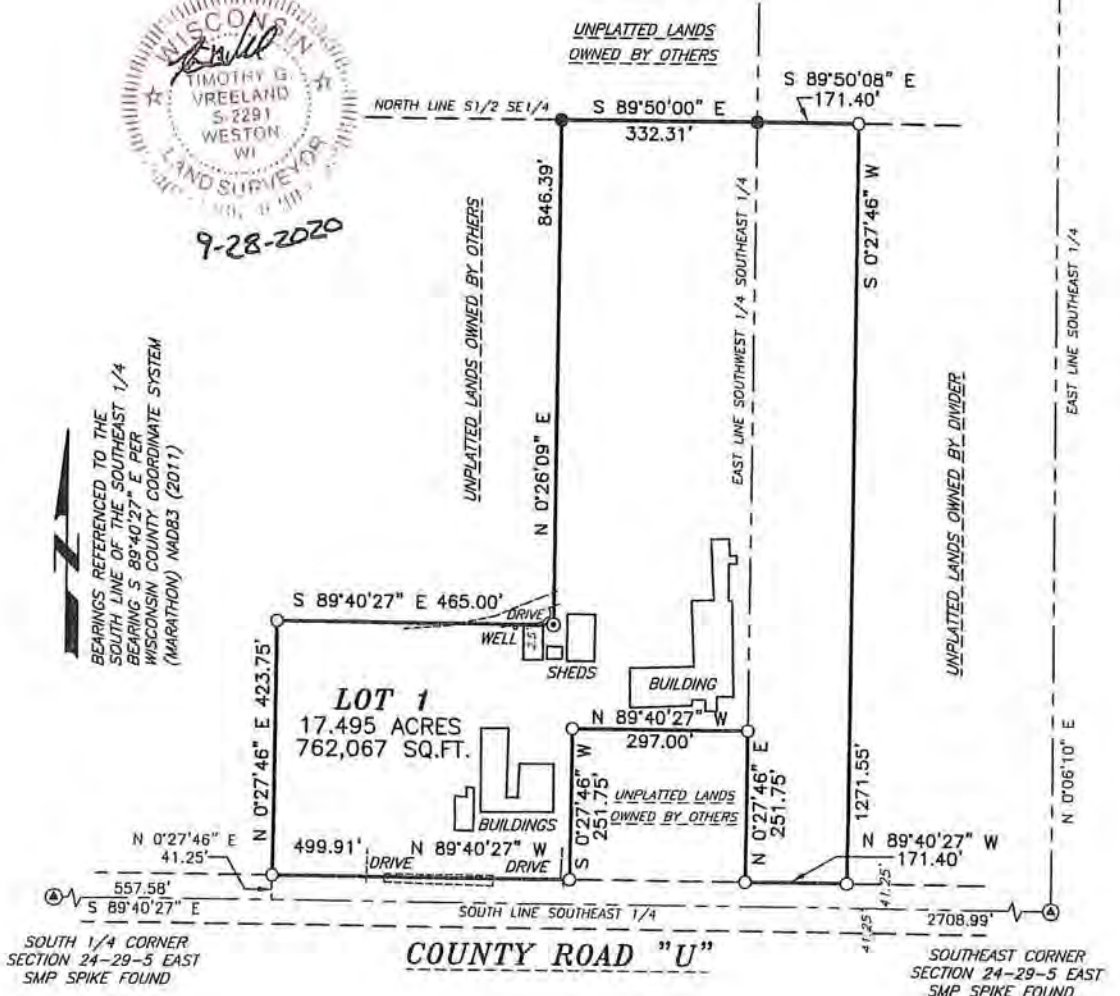 WISCONSIN
TIMOTHY G.
VREELAND
S-2291
WESTON
WI
LAND SURVEYOR
9-28-2020
UNPLATTED LANDS
OWNED BY OTHERS
S 89°50'08" E
171.40'
NORTH LINE S1/2 SE1/4
S 89°50'00" E
332.31'
846.39'
N 0°26'09" E
UNPLATTED LANDS OWNED BY OTHERS
EAST LINE SOUTHWEST 1/4 SOUTHEAST 1/4
S 0°27'46" W
1271.55'
UNPLATTED LANDS OWNED BY DIVIDER
EAST LINE SOUTHEAST 1/4
N 0°06'10" E
BEARINGS REFERENCED TO THE
SOUTH LINE OF THE SOUTHEAST 1/4
BEARING S 89°40'27" E PER
WISCONSIN COUNTY COORDINATE SYSTEM
(MARATHON) NAD83 (2011)
S 89°40'27" E 465.00'
DRIVE
WELL
2.5'
SHEDS
BUILDING
LOT 1
17.495 ACRES
762,067 SQ.FT.
N 0°27'46" E 423.75'
N 89°40'27" W
297.00'
S 0°27'46" W
251.75'
UNPLATTED LANDS
OWNED BY OTHERS
N 0°27'46" E
251.75'
BUILDINGS
N 0°27'46" E
41.25'
499.91'
N 89°40'27" W
DRIVE
DRIVE
N 89°40'27" W
171.40'
41.25'
41.25'
557.58'
S 89°40'27" E
SOUTH LINE SOUTHEAST 1/4
2708.99'
SOUTH 1/4 CORNER
SECTION 24-29-5 EAST
SMP SPIKE FOUND
COUNTY ROAD "U"
SOUTHEAST CORNER
SECTION 24-29-5 EAST
SMP SPIKE FOUND